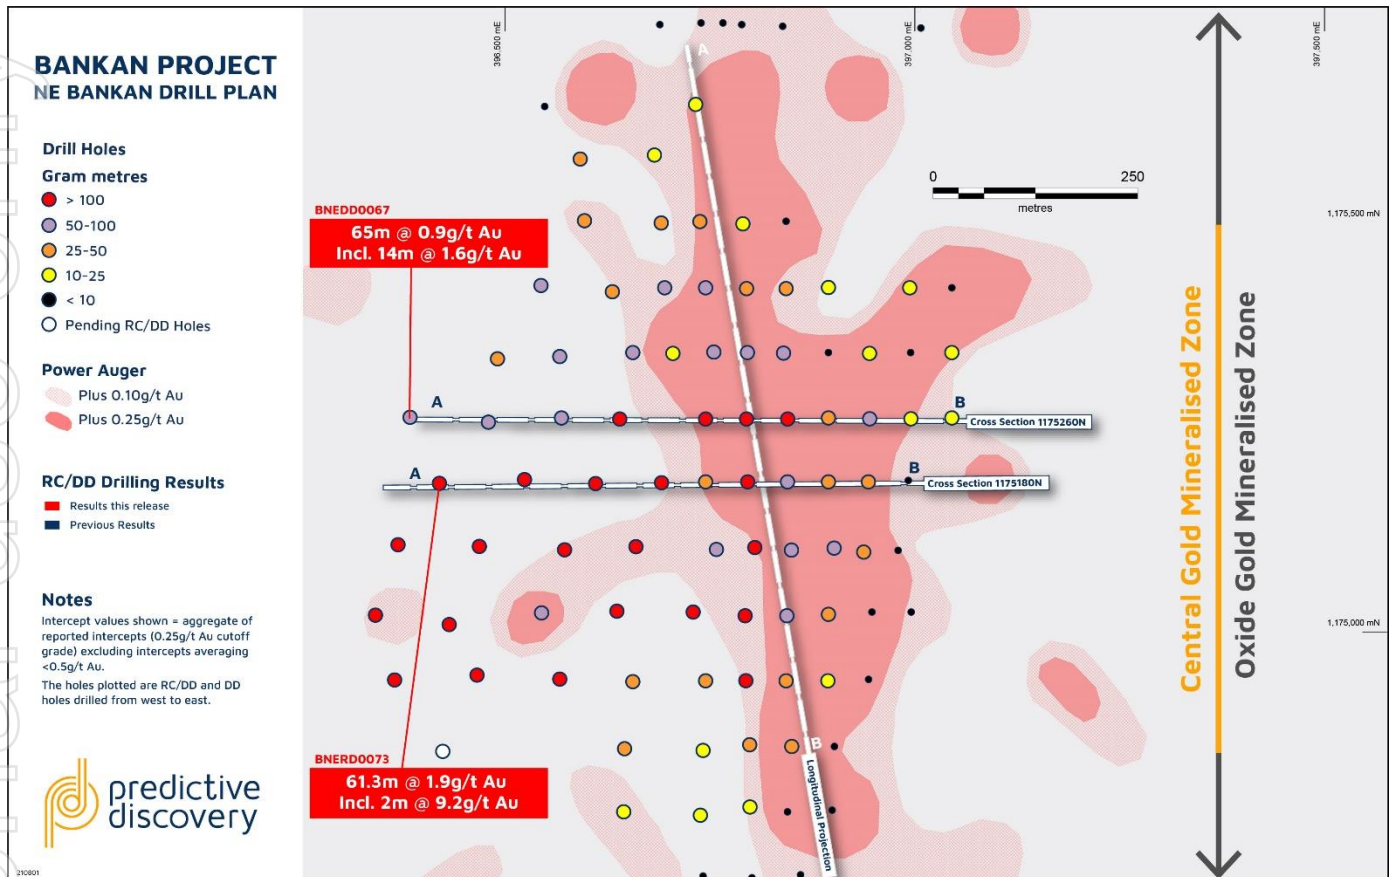 BANKAN PROJECT
NE BANKAN DRILL PLAN
Drill Holes
Gram metres
> 100
50-100
25-50
10-25
< 10
Pending RC/DD Holes
Power Auger
Plus 0.10g/t Au
Plus 0.25g/t Au
RC/DD Drilling Results
Results this release
Previous Results
Notes
Intercept values shown = aggregate of
reported intercepts (0.25g/t Au cutoff
grade) excluding intercepts averaging
<0.5g/t Au.
The holes plotted are RC/DD and DD
holes drilled from west to east.
predictive
discovery
210801
396,500 mE
397,000 mE
397,500 mE
A
0 250
metres
1,175,500 mN
BNEDD0067
65m @ 0.9g/t Au
Incl. 14m @ 1.6g/t Au
A
B
Cross Section 1175260N
A
B
Cross Section 1175180N
1,175,000 mN
BNERD0073
61.3m @ 1.9g/t Au
Incl. 2m @ 9.2g/t Au
B
Longitudinal Projection
Central Gold Mineralised Zone
Oxide Gold Mineralised Zone